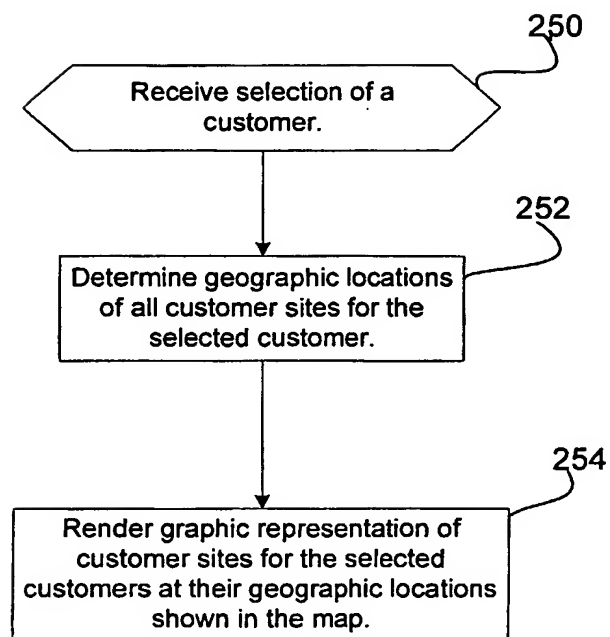 250
Receive selection of a
customer.
252
Determine geographic locations
of all customer sites for the
selected customer.
254
Render graphic representation of
customer sites for the selected
customers at their geographic locations
shown in the map.